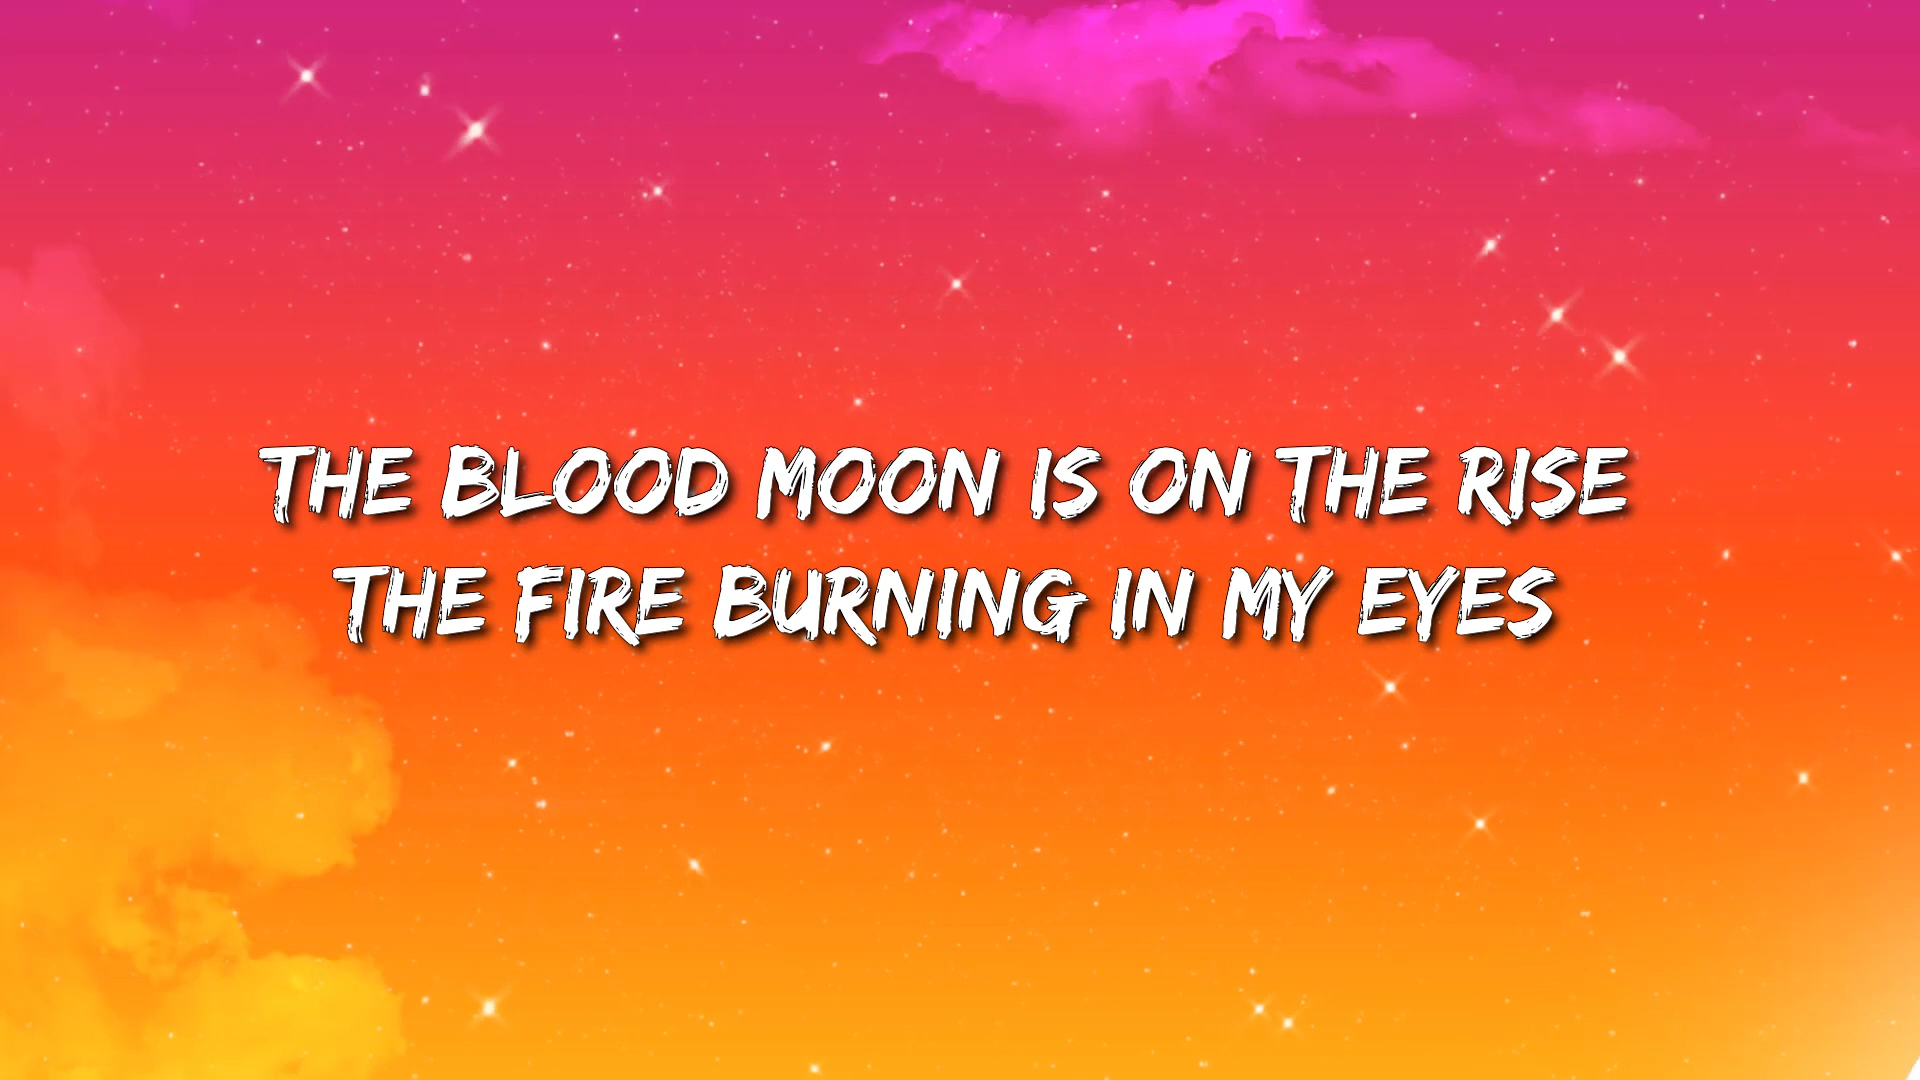 THE BLOOD MOON IS ON THE RISE
THE FIRE BURNING IN MY EYES